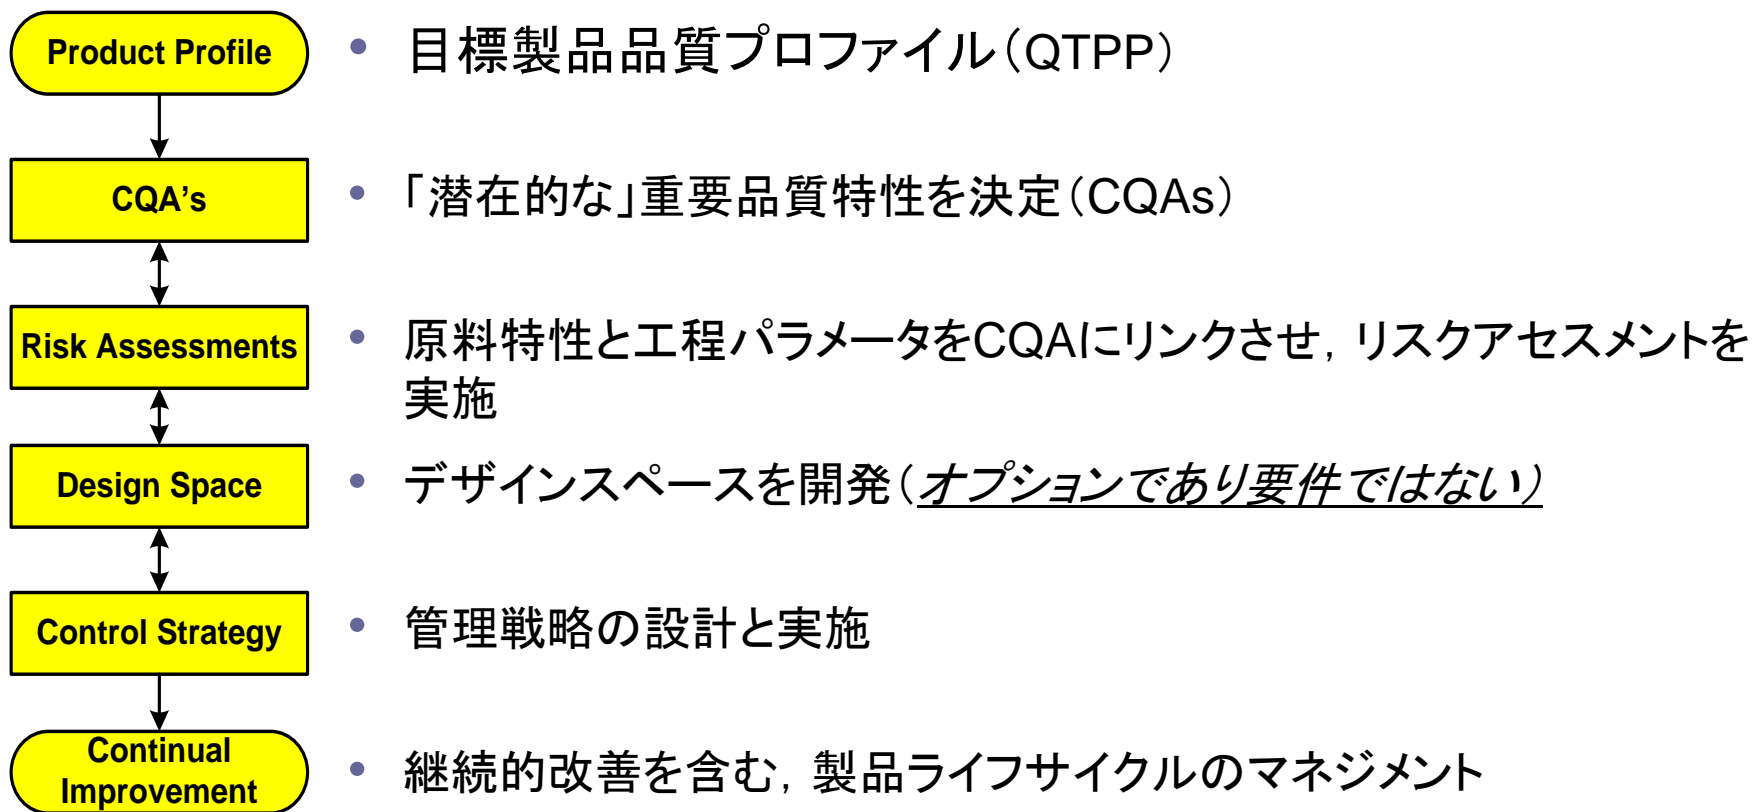 Product Profile
• 目標製品品質プロファイル（QTPP）
CQA's
• 「潜在的な」重要品質特性を決定（CQAs）
Risk Assessments
• 原料特性と工程パラメータをCQAにリンクさせ，リスクアセスメントを
実施
Design Space
• デザインスペースを開発（オプションであり要件ではない）
Control Strategy
• 管理戦略の設計と実施
Continual
Improvement
• 継続的改善を含む，製品ライフサイクルのマネジメント